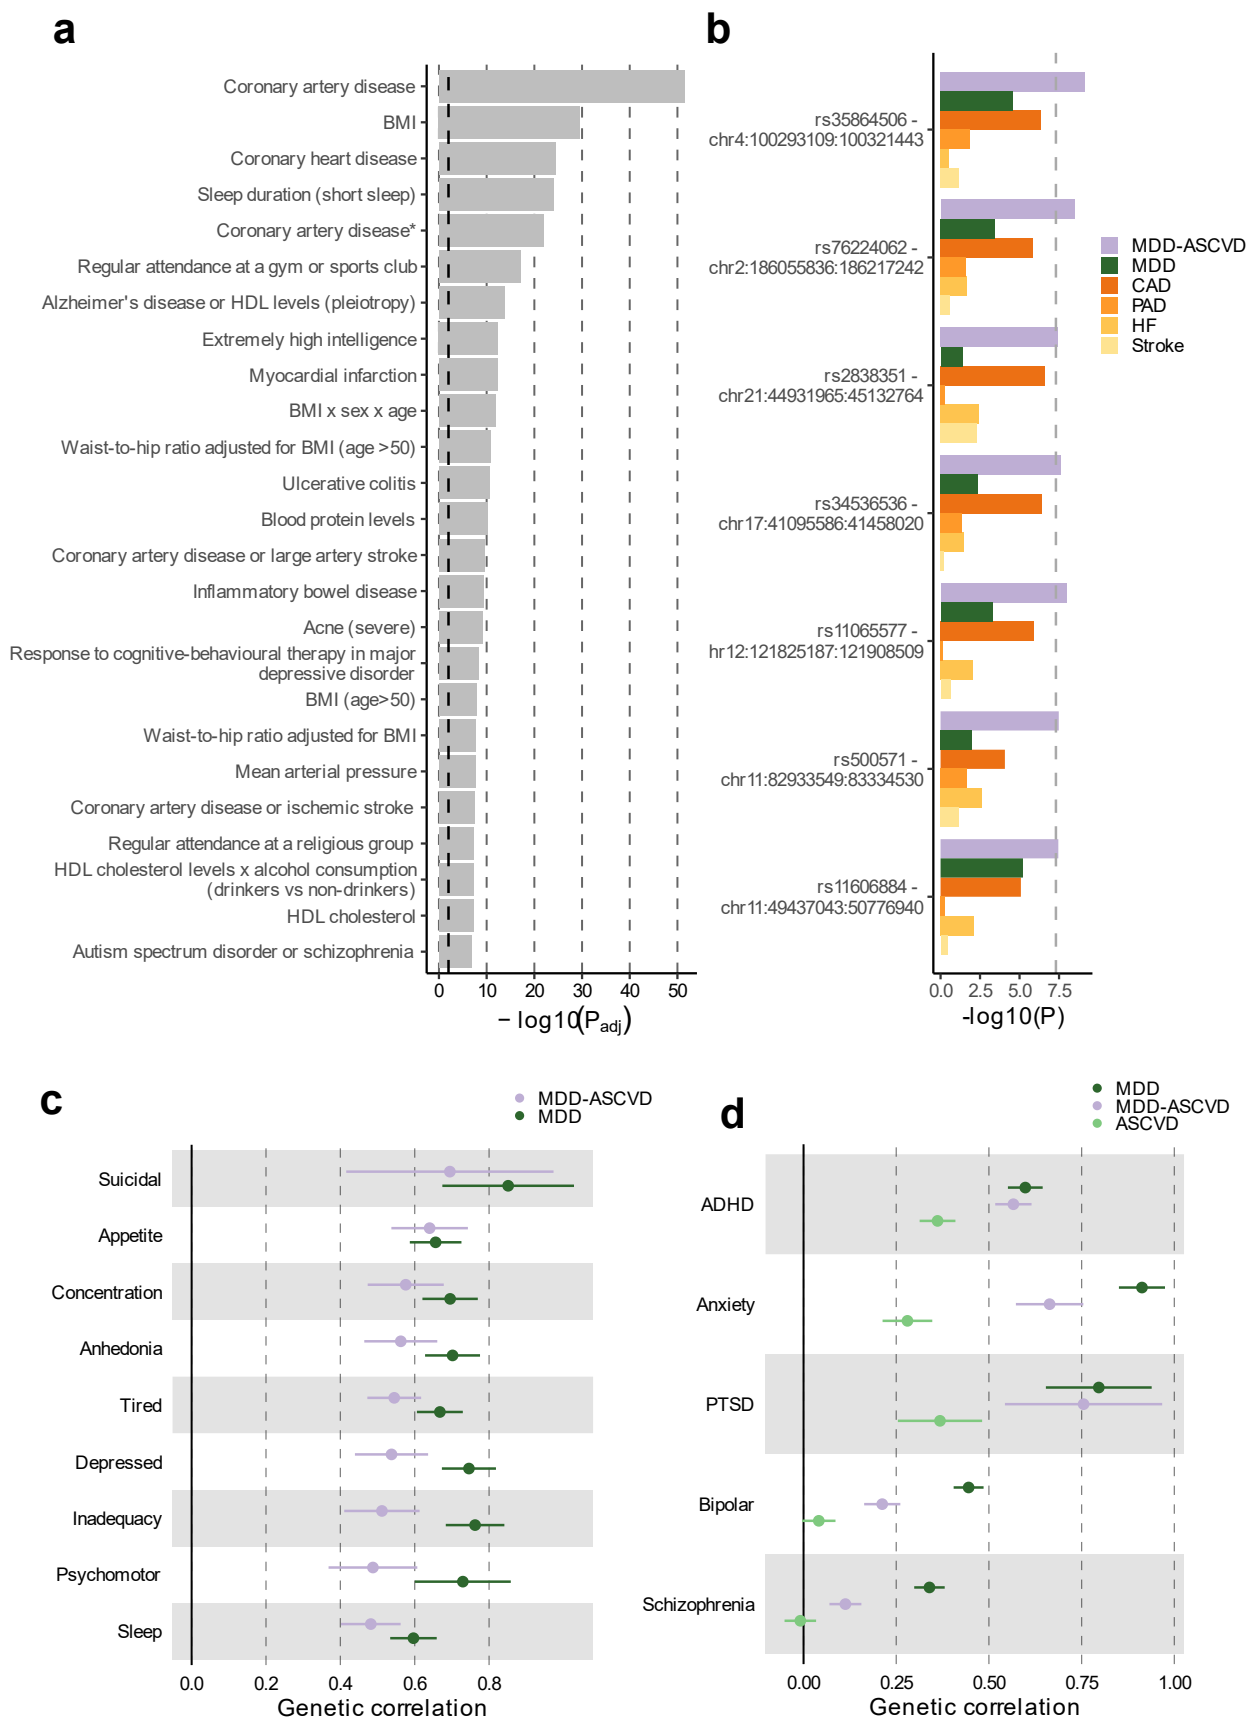 a
Coronary artery disease
BMI
Coronary heart disease
Sleep duration (short sleep)
Coronary artery disease*
Regular attendance at a gym or sports club
Alzheimer's disease or HDL levels (pleiotropy)
Extremely high intelligence
Myocardial infarction
BMI x sex x age
Waist-to-hip ratio adjusted for BMI (age >50)
Ulcerative colitis
Blood protein levels
Coronary artery disease or large artery stroke
Inflammatory bowel disease
Acne (severe)
Response to cognitive-behavioural therapy in major
depressive disorder
BMI (age>50)
Waist-to-hip ratio adjusted for BMI
Mean arterial pressure
Coronary artery disease or ischemic stroke
Regular attendance at a religious group
HDL cholesterol levels x alcohol consumption
(drinkers vs non-drinkers)
HDL cholesterol
Autism spectrum disorder or schizophrenia
0 10 20 30 40 50
− log10(Padj)
b
rs35864506 -
chr4:100293109:100321443
rs76224062 -
chr2:186055836:186217242
rs2838351 -
chr21:44931965:45132764
rs34536536 -
chr17:41095586:41458020
rs11065577 -
hr12:121825187:121908509
rs500571 -
chr11:82933549:83334530
rs11606884 -
chr11:49437043:50776940
0.0 2.5 5.0 7.5
-log10(P)
MDD-ASCVD
MDD
CAD
PAD
HF
Stroke
c
MDD-ASCVD
MDD
Suicidal
Appetite
Concentration
Anhedonia
Tired
Depressed
Inadequacy
Psychomotor
Sleep
0.0 0.2 0.4 0.6 0.8
Genetic correlation
d
MDD
MDD-ASCVD
ASCVD
ADHD
Anxiety
PTSD
Bipolar
Schizophrenia
0.00 0.25 0.50 0.75 1.00
Genetic correlation